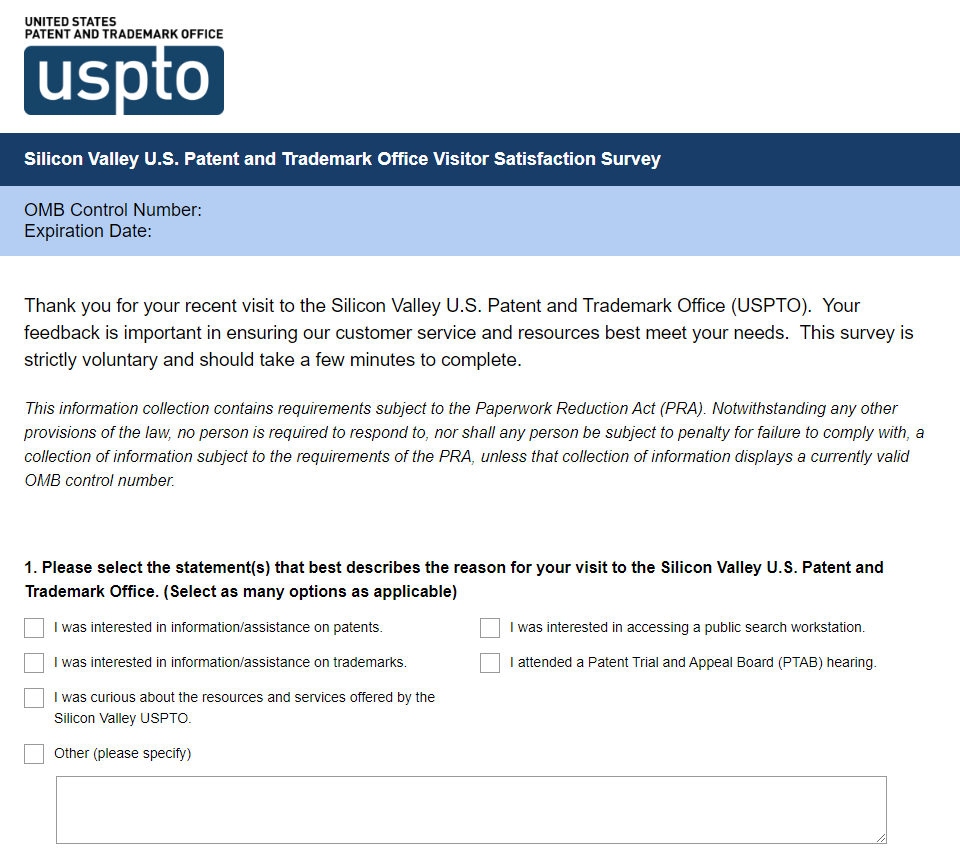 UNITED STATES
PATENT AND TRADEMARK OFFICE
uspto
Silicon Valley U.S. Patent and Trademark Office Visitor Satisfaction Survey
OMB Control Number:
Expiration Date:
Thank you for your recent visit to the Silicon Valley U.S. Patent and Trademark Office (USPTO).  Your
feedback is important in ensuring our customer service and resources best meet your needs.  This survey is
strictly voluntary and should take a few minutes to complete.
This information collection contains requirements subject to the Paperwork Reduction Act (PRA). Notwithstanding any other
provisions of the law, no person is required to respond to, nor shall any person be subject to penalty for failure to comply with, a
collection of information subject to the requirements of the PRA, unless that collection of information displays a currently valid
OMB control number.
1. Please select the statement(s) that best describes the reason for your visit to the Silicon Valley U.S. Patent and
Trademark Office. (Select as many options as applicable)
I was interested in information/assistance on patents.
I was interested in accessing a public search workstation.
I was interested in information/assistance on trademarks.
I attended a Patent Trial and Appeal Board (PTAB) hearing.
I was curious about the resources and services offered by the
Silicon Valley USPTO.
Other (please specify)